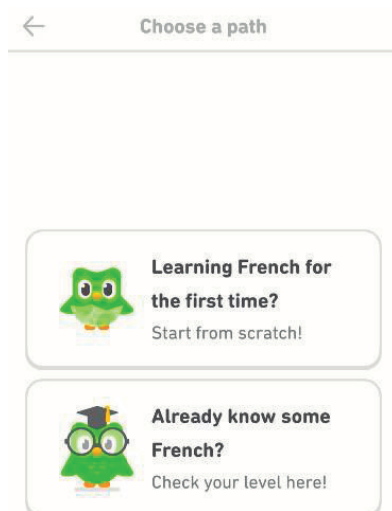 Choose a path
Learning French for
the first time?
Start from scratch!
Already know some
French?
Check your level here!